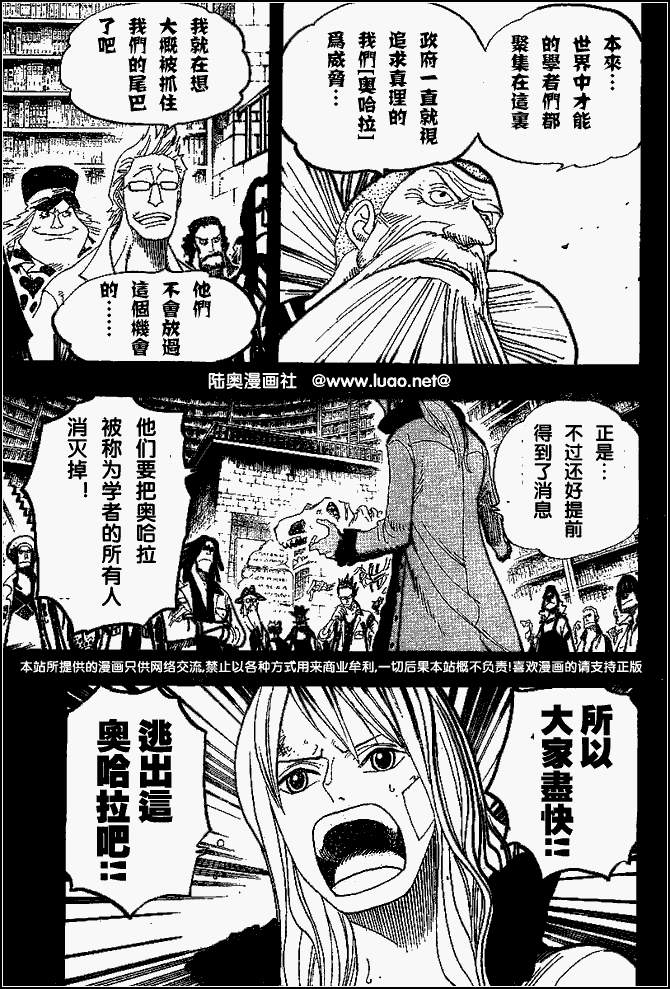 本來…
世界中才能
的學者們都
聚集在這裏
政府一直就視
追求真理的
我們[奧哈拉]
爲威脅…
我就在想
大概被抓住
我們的尾巴
了吧
他們
不會放過
這個機會
的……
陆奥漫画社 @www.luao.net@
正是…
不过还好提前
得到了消息
他们要把奥哈拉
被称为学者的所有人
消灭掉！
本站所提供的漫画只供网络交流,禁止以各种方式用来商业牟利,一切后果本站概不负责!喜欢漫画的请支持正版
所以
大家盡快!!
逃出這
奧哈拉吧!!